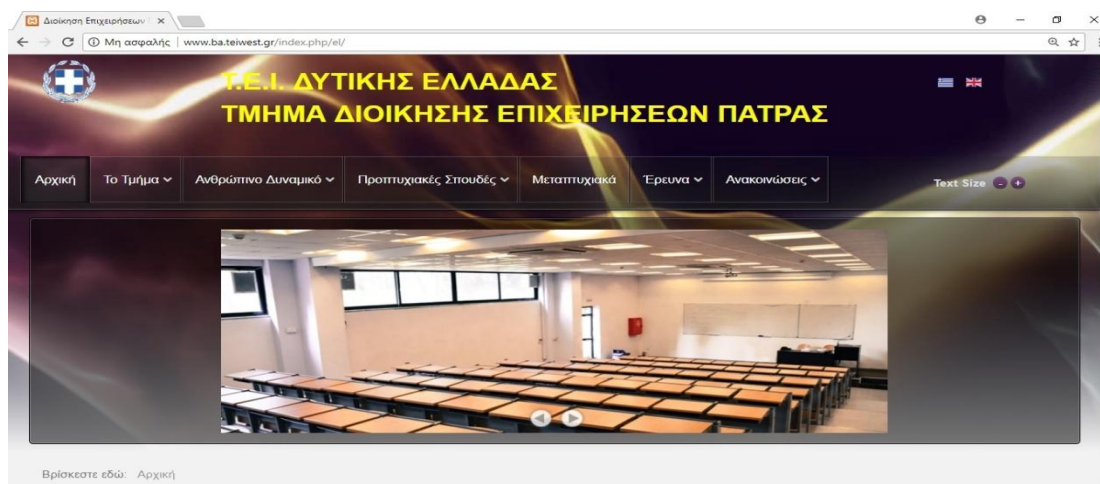 Διοίκηση Επιχειρήσεων
Μη ασφαλής | www.ba.teiwest.gr/index.php/el/
Τ.Ε.Ι. ΔΥΤΙΚΗΣ ΕΛΛΑΔΑΣ
ΤΜΗΜΑ ΔΙΟΙΚΗΣΗΣ ΕΠΙΧΕΙΡΗΣΕΩΝ ΠΑΤΡΑΣ
Αρχική Το Τμήμα Ανθρώπινο Δυναμικό Προπτυχιακές Σπουδές Μεταπτυχιακά Έρευνα Ανακοινώσεις Text Size - +
Βρίσκεστε εδώ: Αρχική